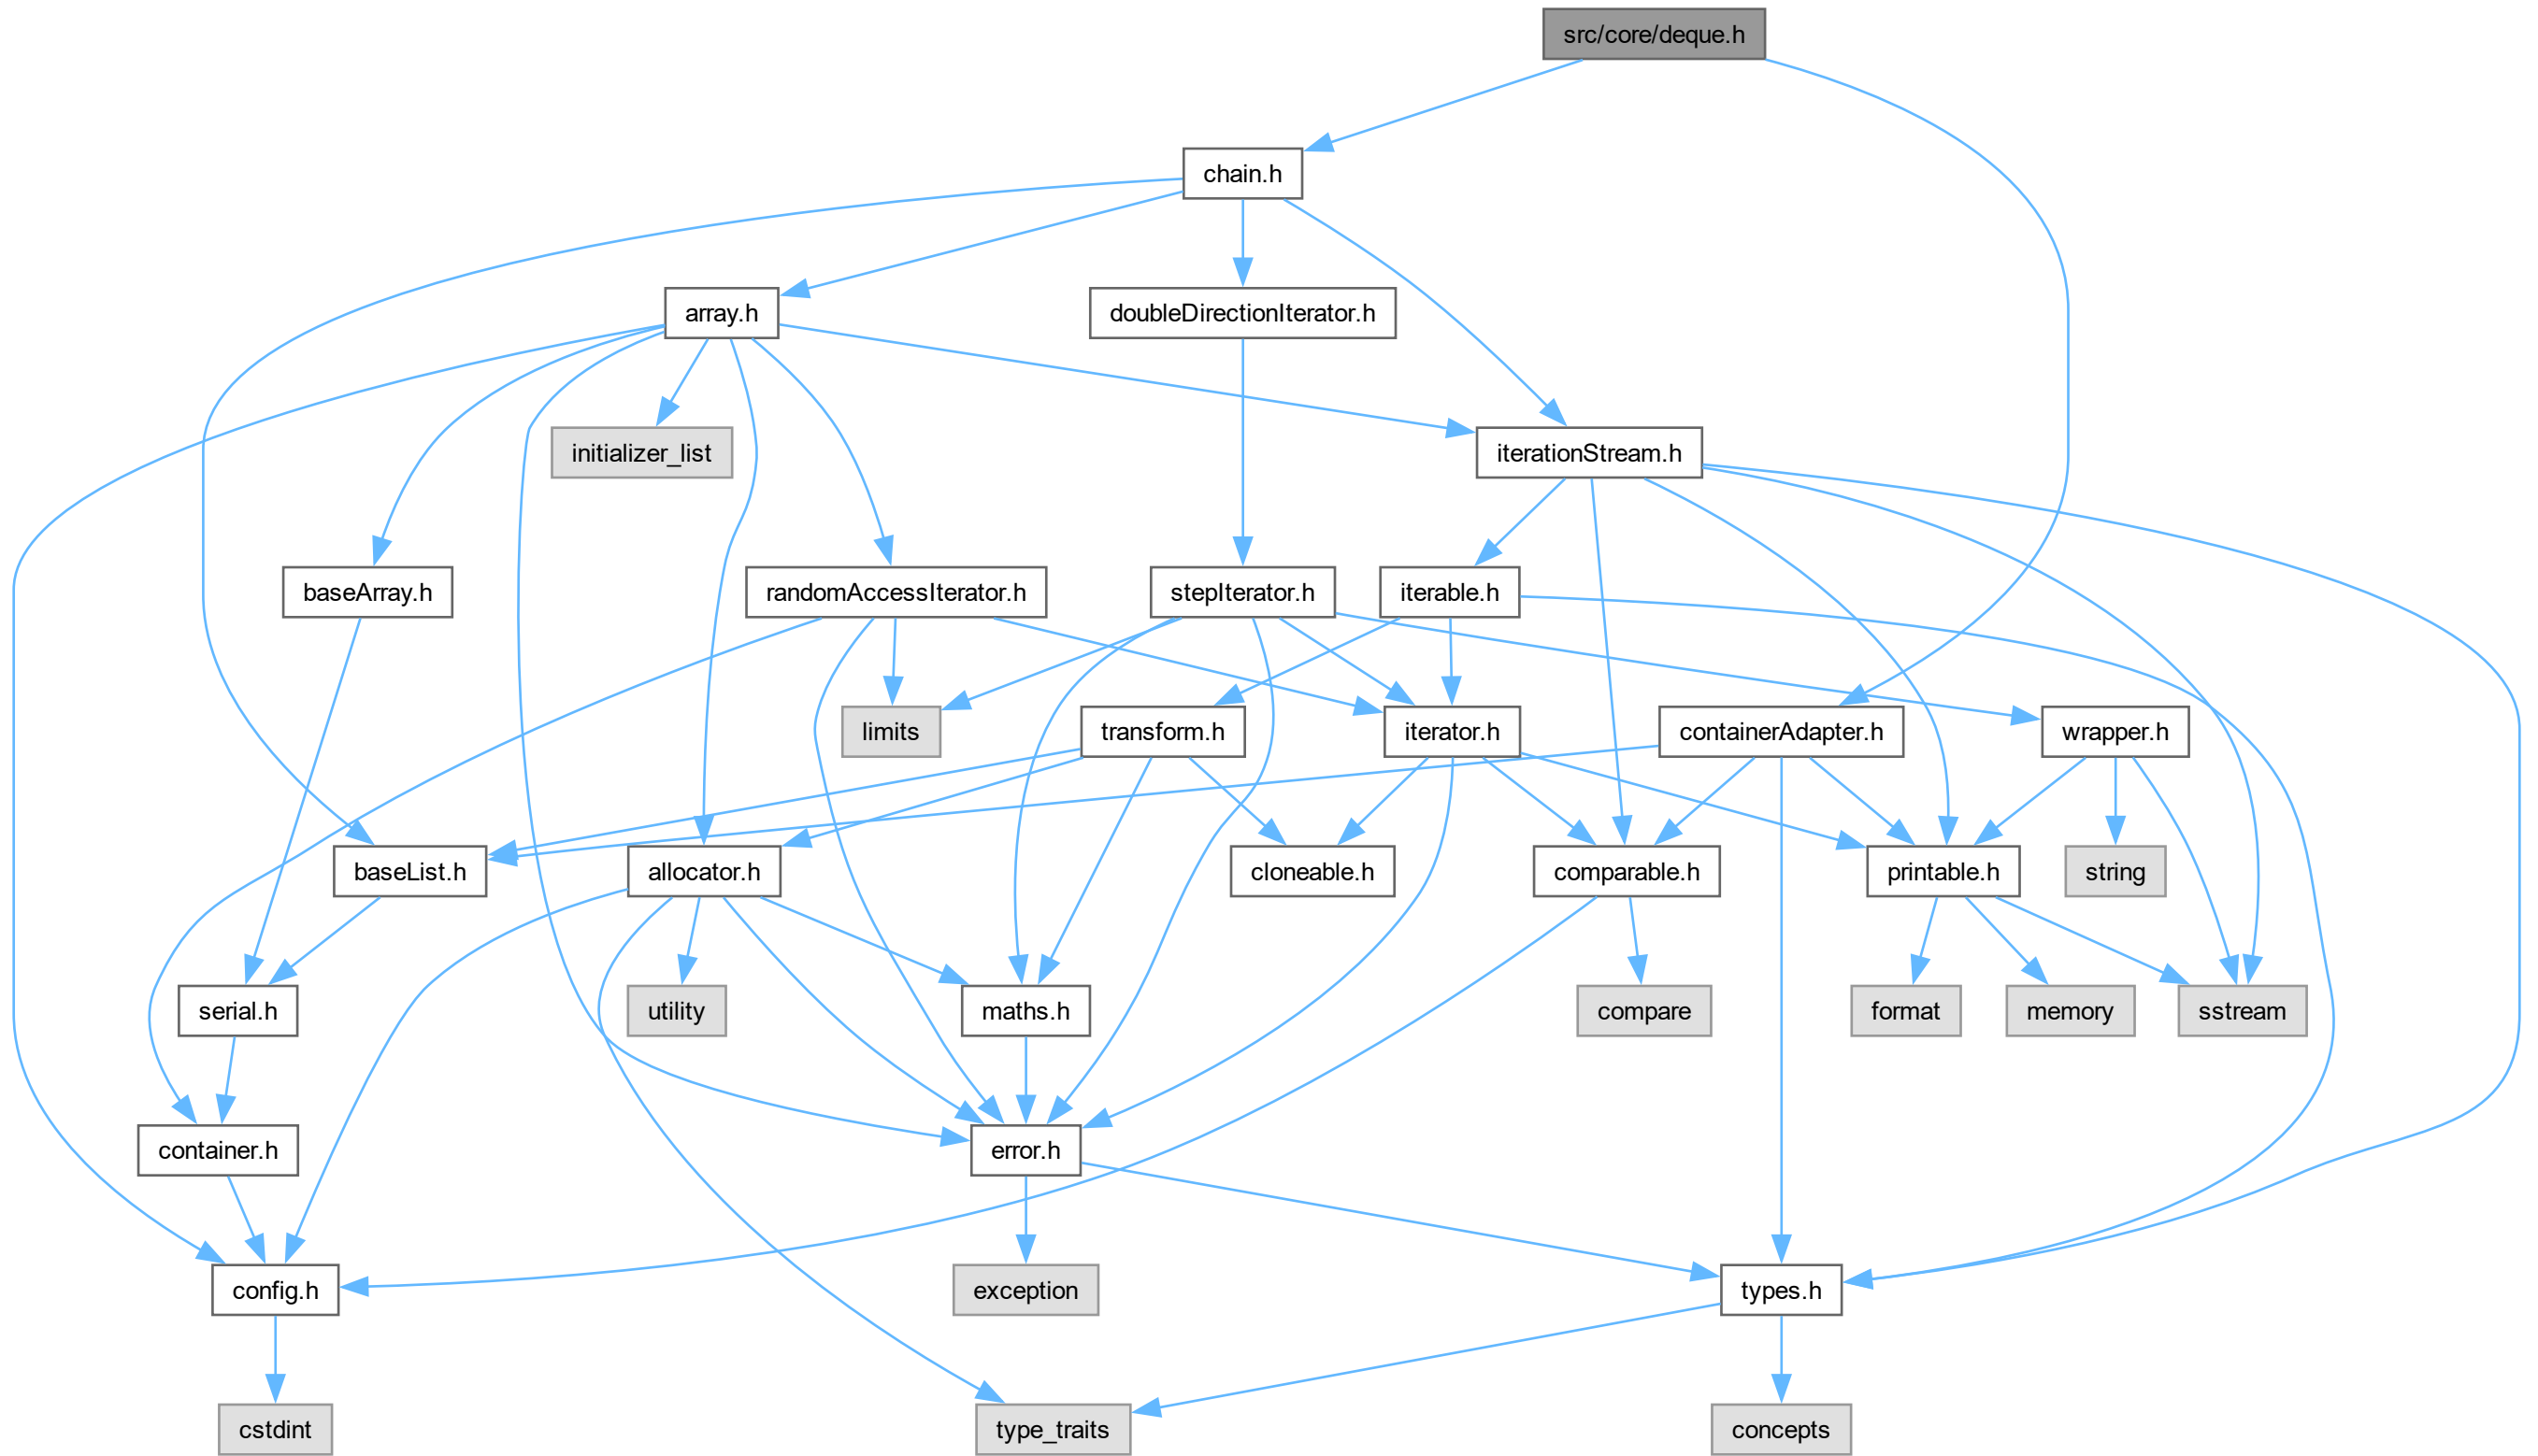 src/core/deque.h
chain.h
array.h
doubleDirectionIterator.h
initializer_list
iterationStream.h
baseArray.h
randomAccessIterator.h
stepIterator.h
iterable.h
limits
transform.h
iterator.h
containerAdapter.h
wrapper.h
baseList.h
allocator.h
cloneable.h
comparable.h
printable.h
string
serial.h
utility
maths.h
compare
format
memory
sstream
container.h
error.h
config.h
exception
types.h
cstdint
type_traits
concepts